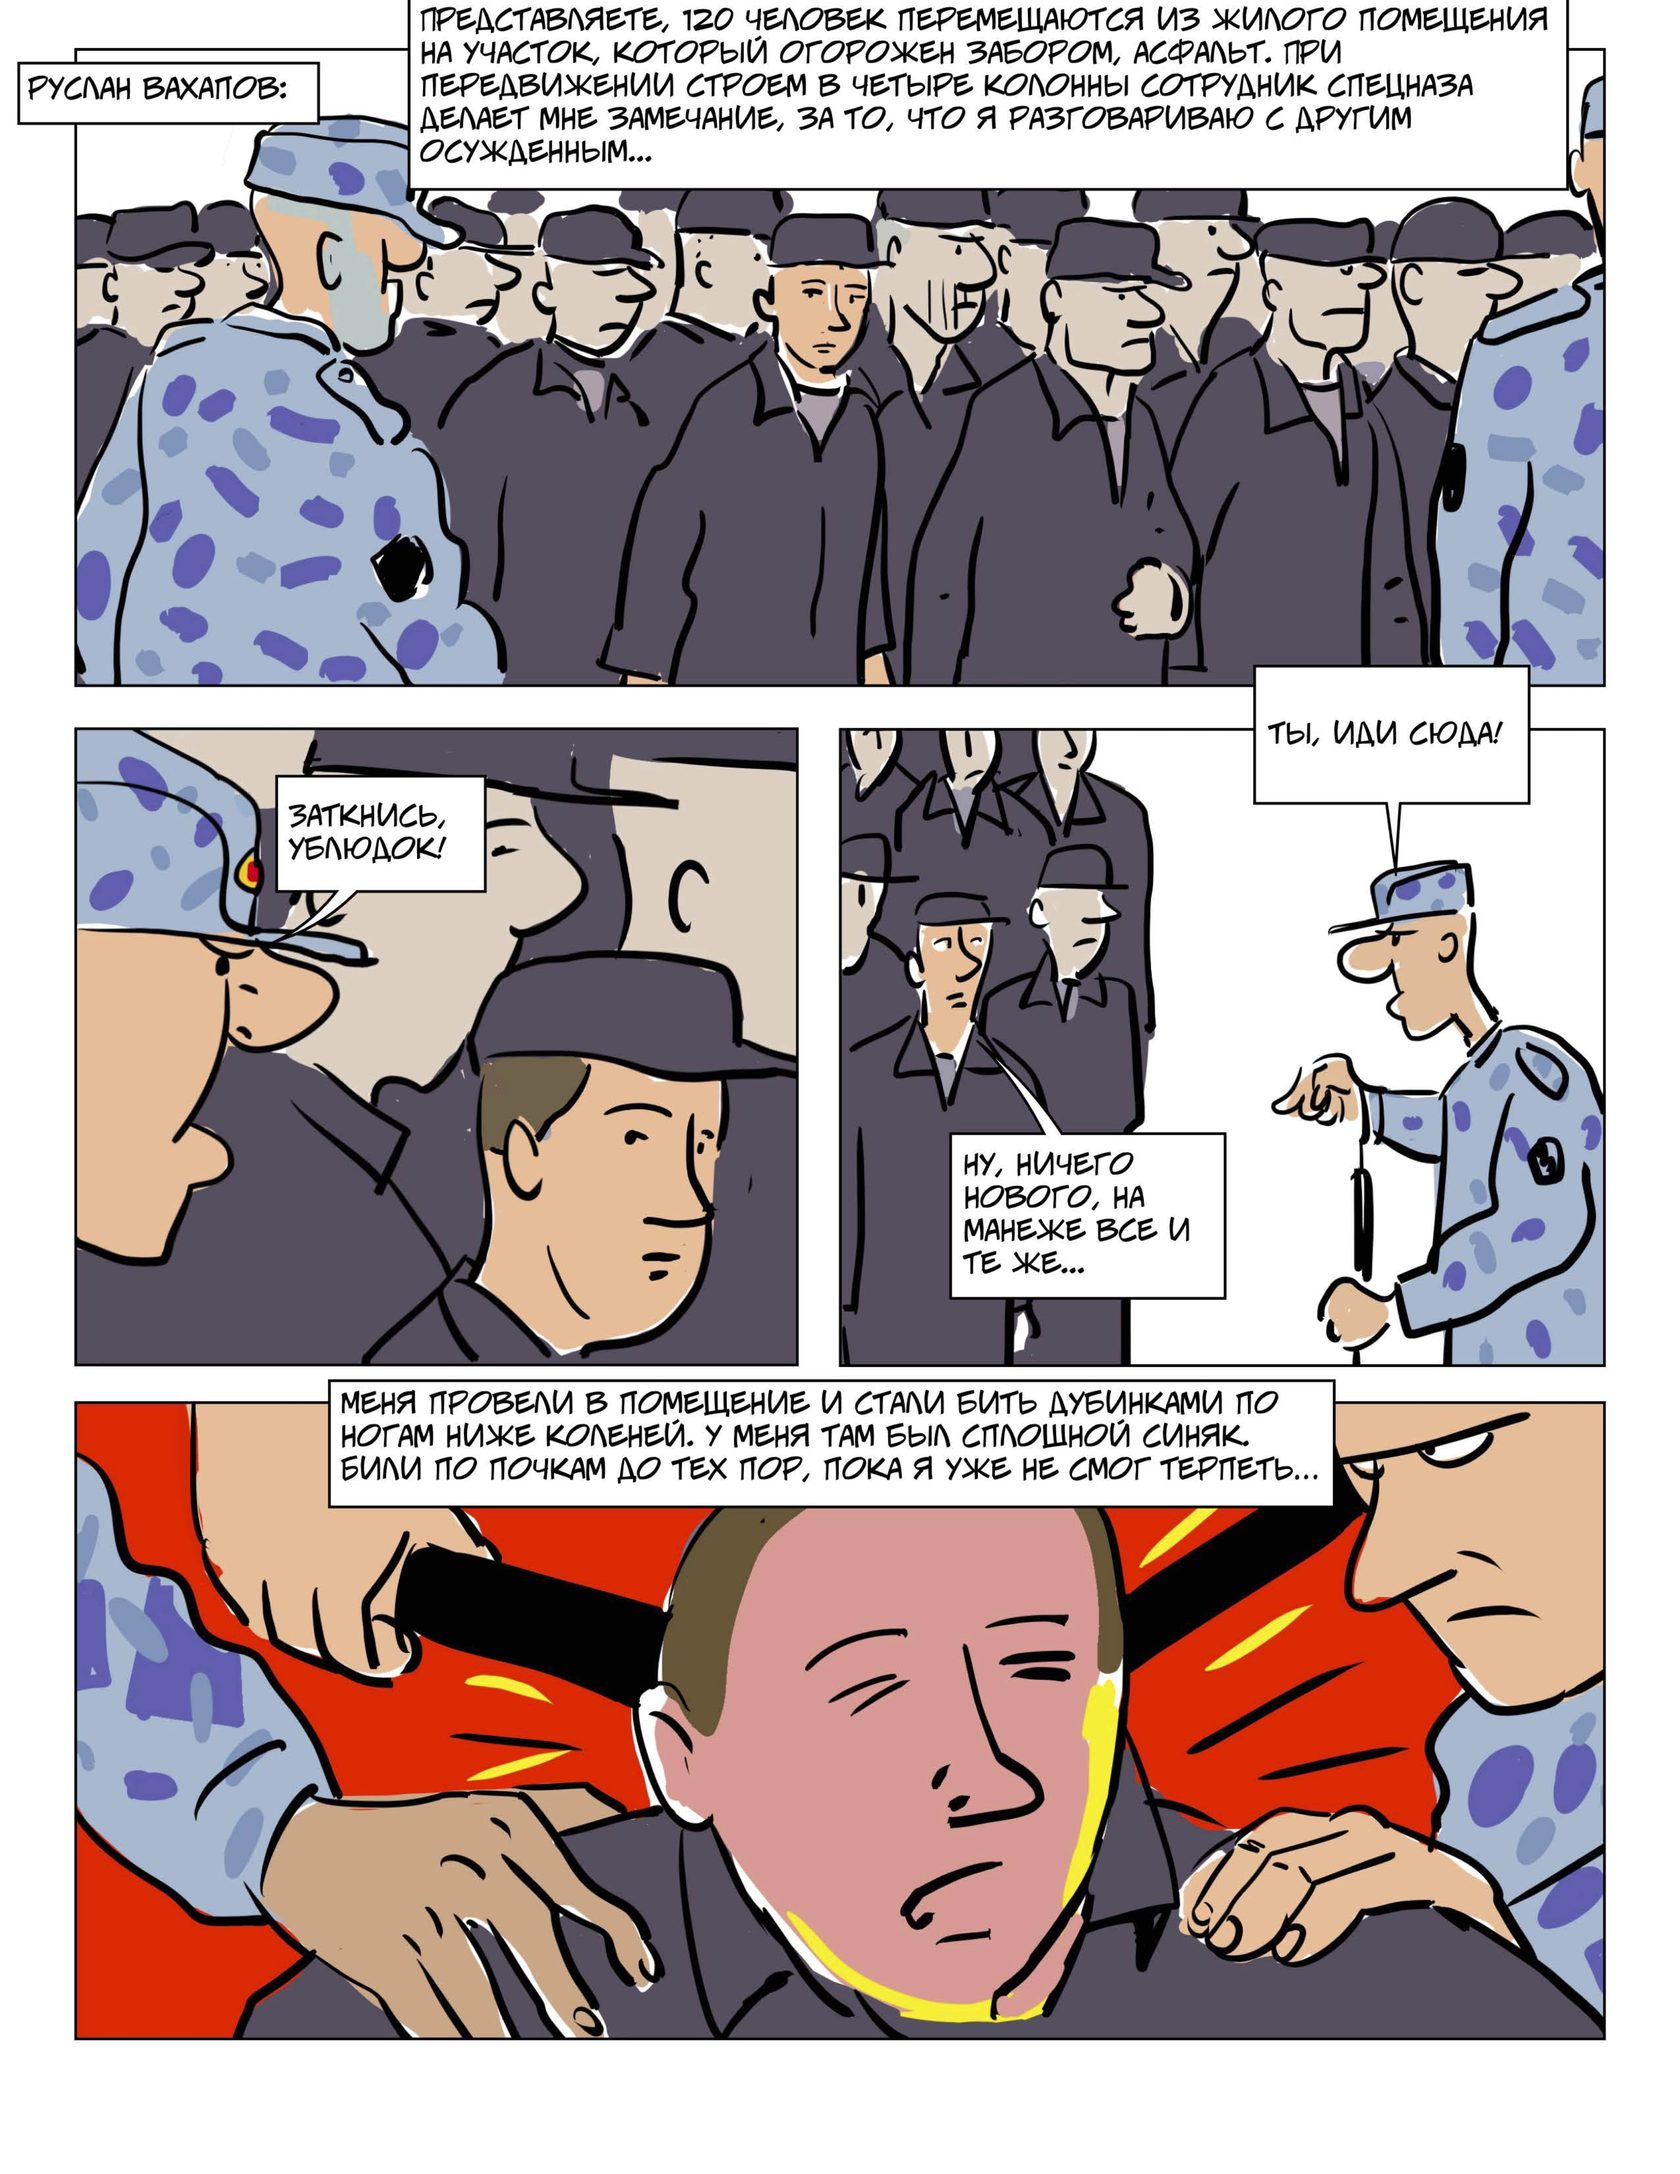 РУСЛАН ВАХАПОВ:
ПРЕДСТАВЛЯЕТЕ, 120 ЧЕЛОВЕК ПЕРЕМЕЩАЮТСЯ ИЗ ЖИЛОГО ПОМЕЩЕНИЯ
НА УЧАСТОК, КОТОРЫЙ ОГОРОЖЕН ЗАБОРОМ, АСФАЛЬТ. ПРИ
ПЕРЕДВИЖЕНИИ СТРОЕМ В ЧЕТЫРЕ КОЛОННЫ СОТРУДНИК СПЕЦНАЗА
ДЕЛАЕТ МНЕ ЗАМЕЧАНИЕ, ЗА ТО, ЧТО Я РАЗГОВАРИВАЮ С ДРУГИМ
ОСУЖДЕННЫМ...
ЗАТКНИСЬ,
УБЛЮДОК!
ТЫ, ИДИ СЮДА!
НУ, НИЧЕГО
НОВОГО, НА
МАНЕЖЕ ВСЕ И
ТЕ ЖЕ...
МЕНЯ ПРОВЕЛИ В ПОМЕЩЕНИЕ И СТАЛИ БИТЬ ДУБИНКАМИ ПО
НОГАМ НИЖЕ КОЛЕНЕЙ. У МЕНЯ ТАМ БЫЛ СПЛОШНОЙ СИНЯК.
БИЛИ ПО ПОЧКАМ ДО ТЕХ ПОР, ПОКА Я УЖЕ НЕ СМОГ ТЕРПЕТЬ...